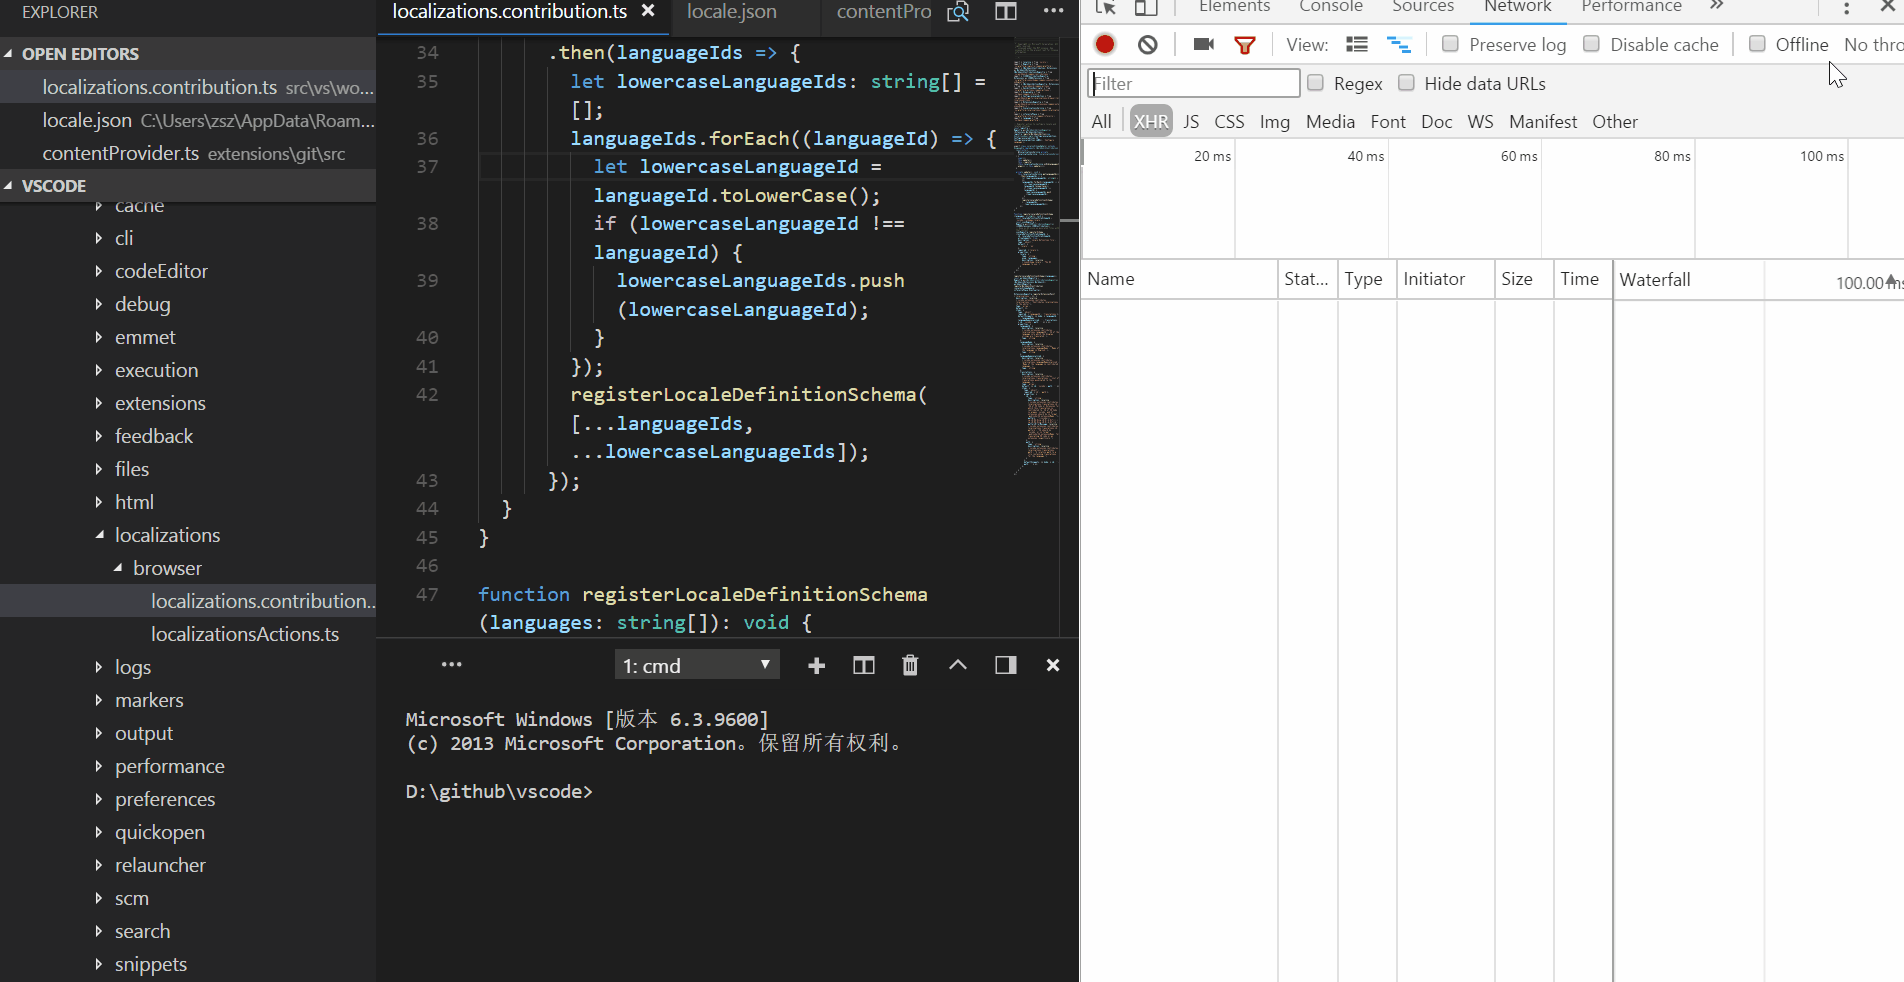 EXPLORER
OPEN EDITORS
localizations.contribution.ts src\vs\wo...
locale.json C:\Users\zsz\AppData\Roam...
contentProvider.ts extensions\git\src
VSCODE
cache
cli
codeEditor
debug
emmet
execution
extensions
feedback
files
html
localizations
browser
localizations.contribution...
localizationsActions.ts
logs
markers
output
performance
preferences
quickopen
relauncher
scm
search
snippets
localizations.contribution.ts locale.json contentPro
34 .then(languageIds => {
35 let lowercaseLanguageIds: string[] =
[];
36 languageIds.forEach((languageId) => {
37 let lowercaseLanguageId =
languageId.toLowerCase();
38 if (lowercaseLanguageId !==
languageId) {
39 lowercaseLanguageIds.push
(lowercaseLanguageId);
40 }
41 });
42 registerLocaleDefinitionSchema(
[...languageIds,
...lowercaseLanguageIds]);
43 });
44 }
45 }
46
47 function registerLocaleDefinitionSchema
(languages: string[]): void {
1: cmd
Microsoft Windows [版本 6.3.9600]
(c) 2013 Microsoft Corporation。保留所有权利。
D:\github\vscode>
Elements Console Sources Network Performance »
View: Preserve log Disable cache Offline No thro
Filter Regex Hide data URLs
All XHR JS CSS Img Media Font Doc WS Manifest Other
20 ms 40 ms 60 ms 80 ms 100 ms
Name Stat... Type Initiator Size Time Waterfall 100.00 ms